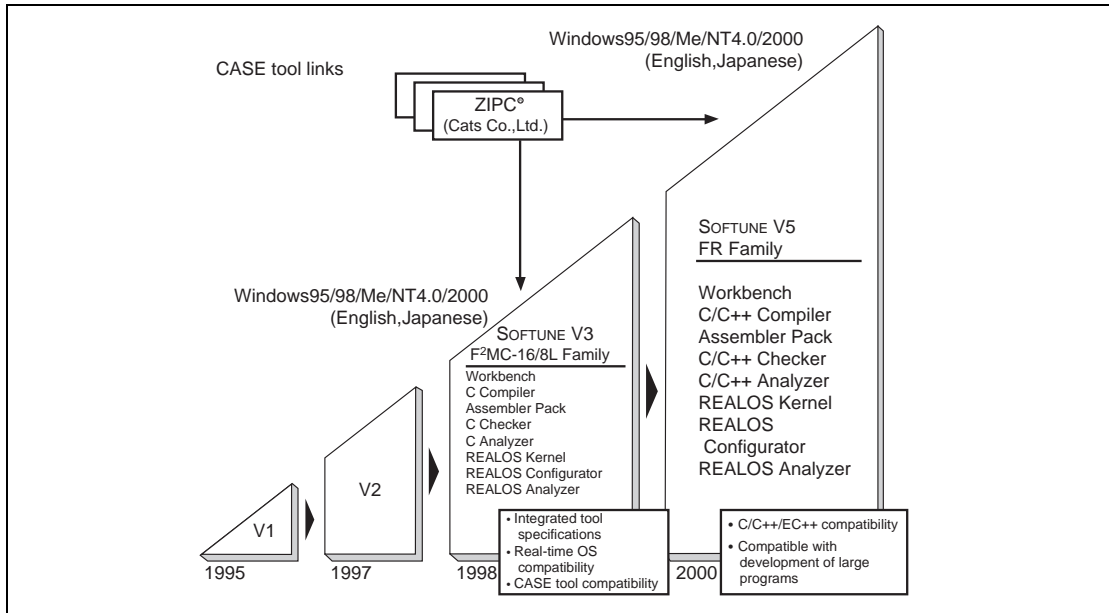 CASE tool links
ZIPC®
(Cats Co.,Ltd.)
Windows95/98/Me/NT4.0/2000
(English,Japanese)
Windows95/98/Me/NT4.0/2000
(English,Japanese)
V1
V2
SOFTUNE V3
F²MC-16/8L Family
Workbench
C Compiler
Assembler Pack
C Checker
C Analyzer
REALOS Kernel
REALOS Configurator
REALOS Analyzer
SOFTUNE V5
FR Family
Workbench
C/C++ Compiler
Assembler Pack
C/C++ Checker
C/C++ Analyzer
REALOS Kernel
REALOS
Configurator
REALOS Analyzer
• Integrated tool
specifications
• Real-time OS
compatibility
• CASE tool compatibility
• C/C++/EC++ compatibility
• Compatible with
development of large
programs
1995
1997
1998
2000